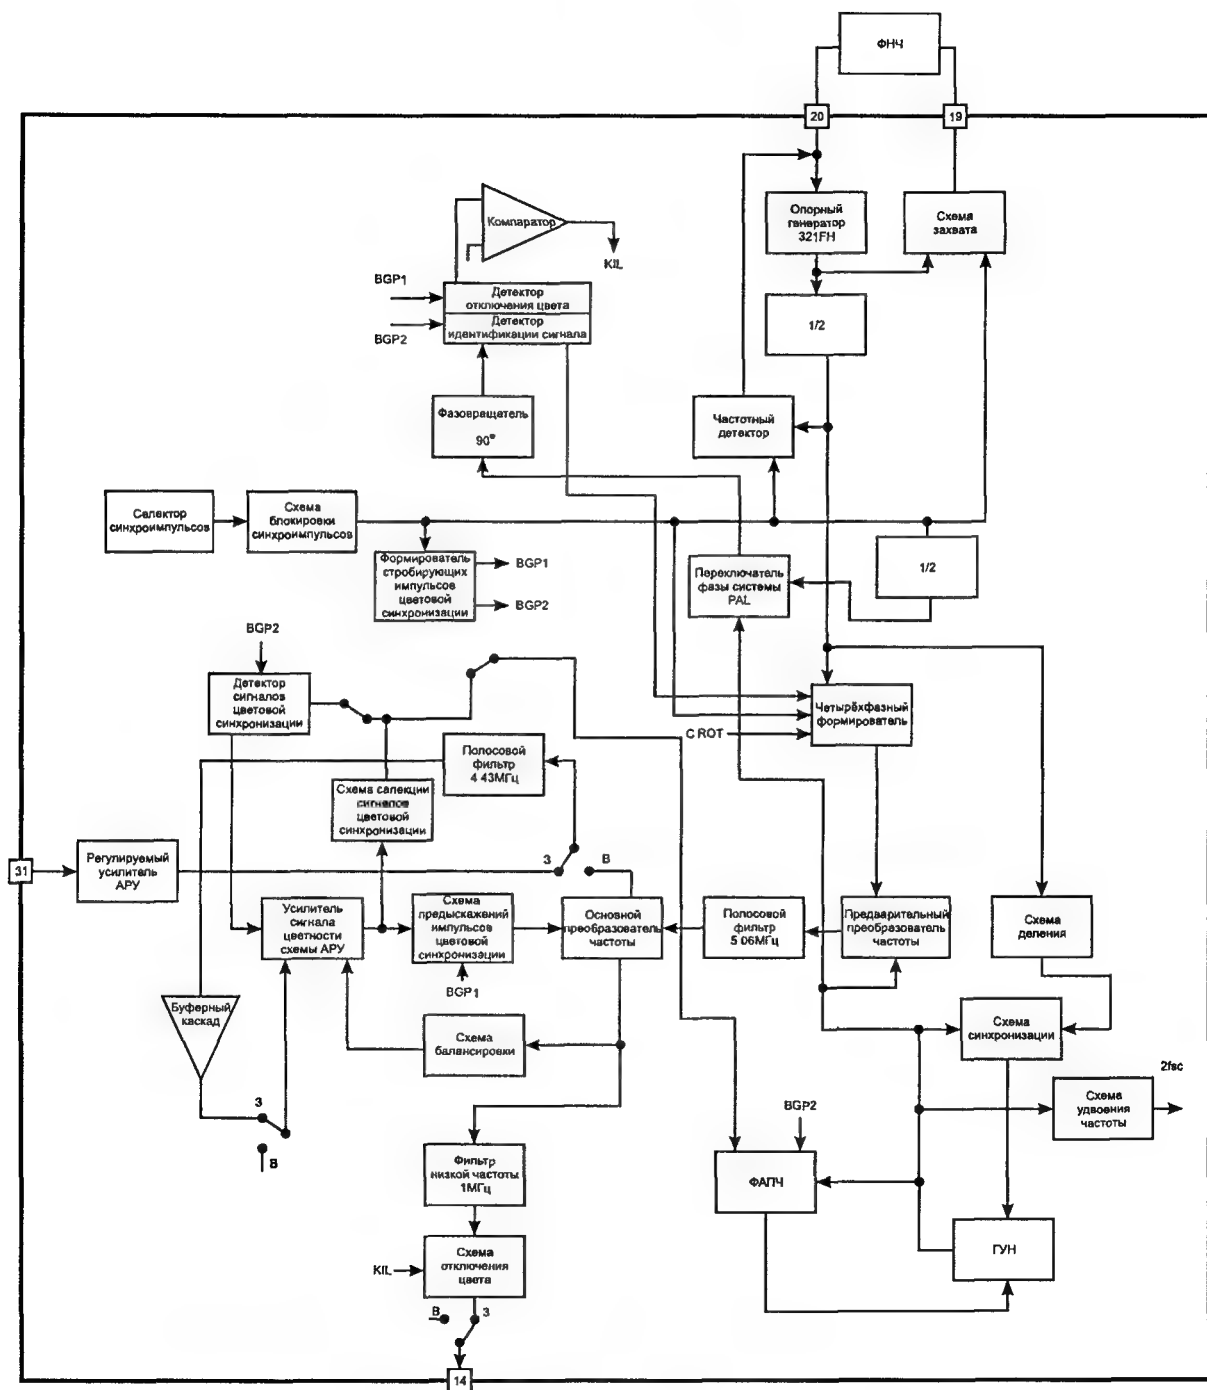 ФНЧ
20
19
Опорный
генератор
321FH
Схема
захвата
Компаратор
KIL
BGP1
Детектор
отключения цвета
Детектор
идентификации сигнала
BGP2
1/2
Фазовращатель
90°
Частотный
детектор
Селектор
синхроимпульсов
Схема
блокировки
синхроимпульсов
Формирователь
стробирующих
импульсов
цветовой
синхронизации
BGP1
BGP2
Переключатель
фазы системы
PAL
1/2
BGP2
Детектор
сигналов
цветовой
синхронизации
Четырёхфазный
формирователь
C ROT
Полосовой
фильтр
4 43МГц
Схема селекции
сигналов
цветовой
синхронизации
31
Регулируемый
усилитель
АРУ
З
В
Усилитель
сигнала
цветности
схемы АРУ
Схема
предыскажений
импульсов
цветовой
синхронизации
BGP1
Основной
преобразователь
частоты
Полосовой
фильтр
5 06МГц
Предварительный
преобразователь
частоты
Схема
деления
Буферный
каскад
Схема
балансировки
Схема
синхронизации
2fsc
Схема
удвоения
частоты
З
В
BGP2
Фильтр
низкой частоты
1МГц
ФАПЧ
ГУН
KIL
Схема
отключения
цвета
В
З
14